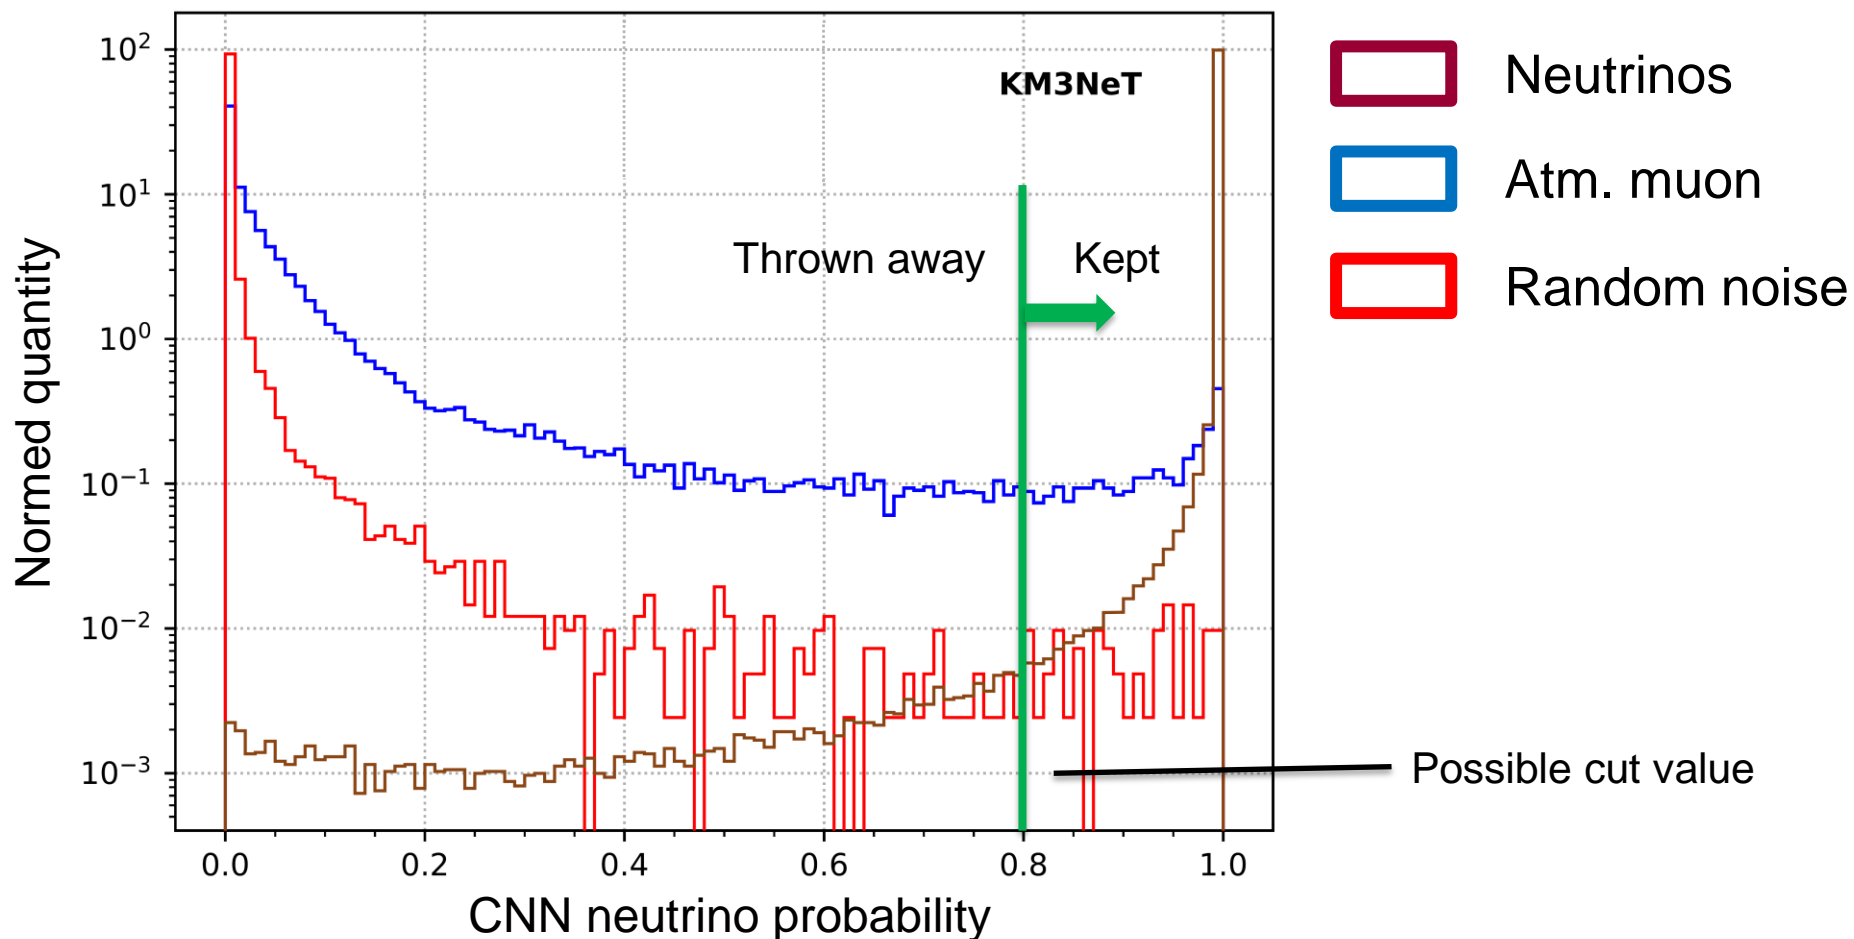 KM3NeT
Neutrinos
Atm. muon
Random noise
Thrown away
Kept
Possible cut value
Normed quantity
10²
10¹
10⁰
10⁻¹
10⁻²
10⁻³
0.0 0.2 0.4 0.6 0.8 1.0
CNN neutrino probability